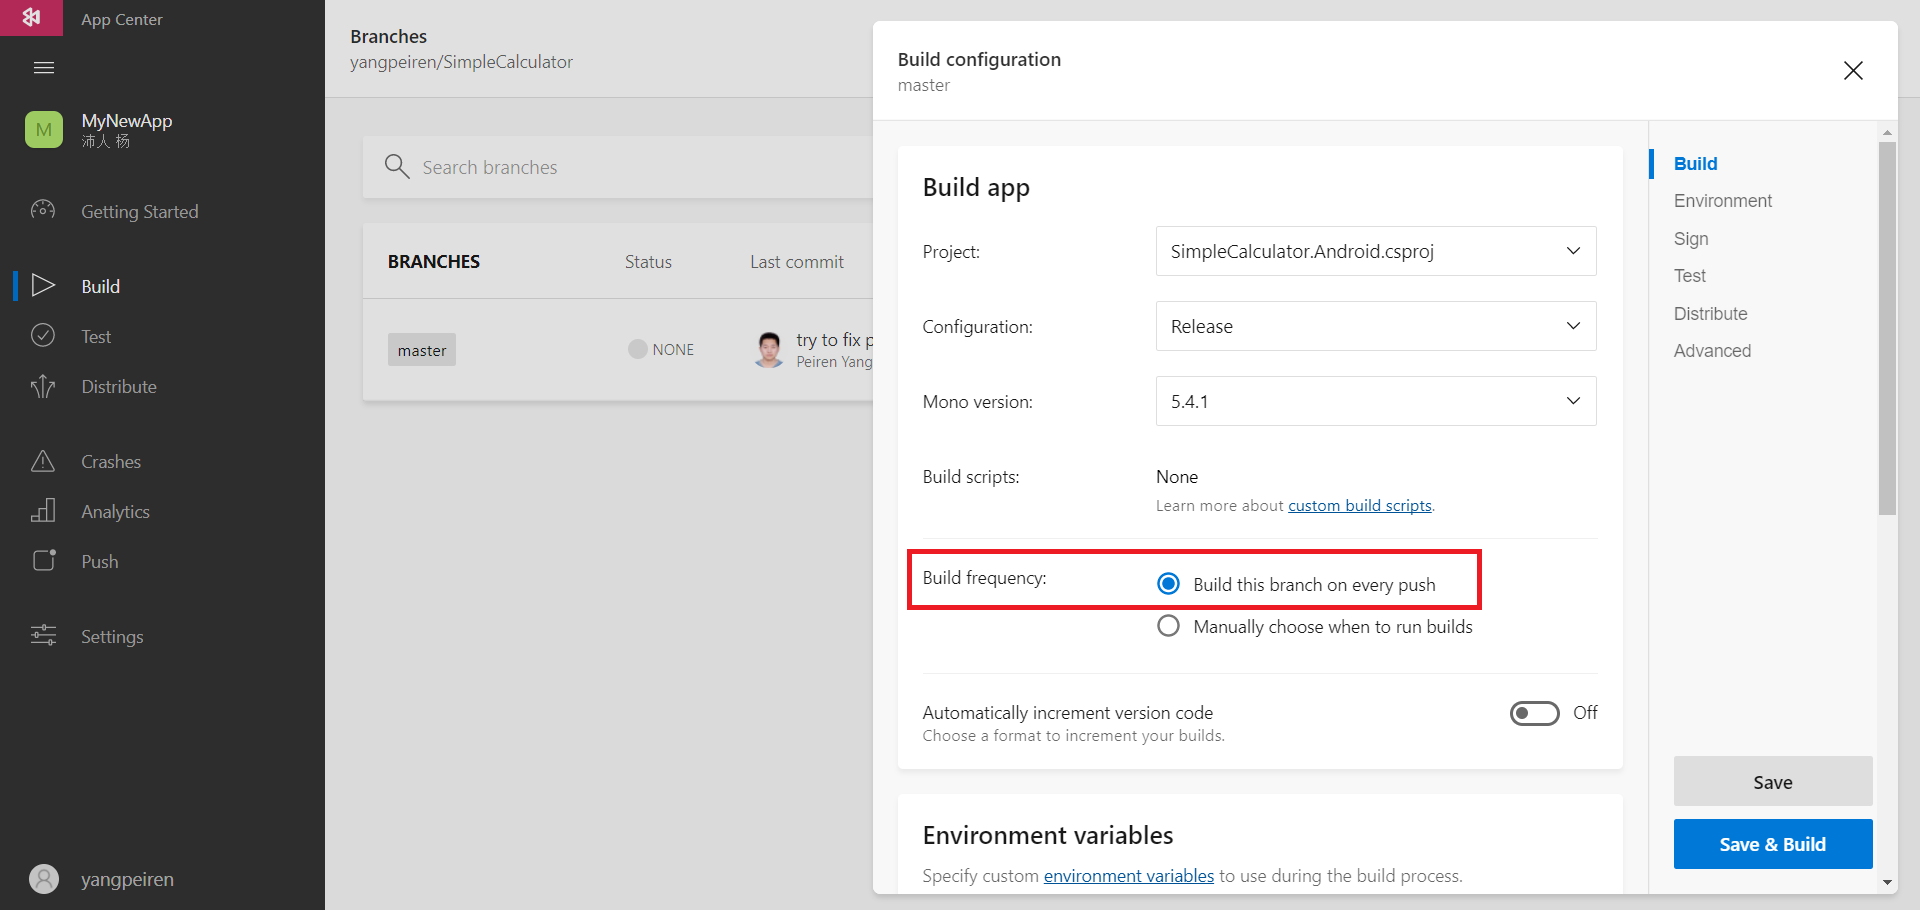 App Center
MyNewApp
沛人 杨
M
Getting Started
Build
Test
Distribute
Crashes
Analytics
Push
Settings
yangpeiren
Branches
yangpeiren/SimpleCalculator
Search branches
BRANCHES Status Last commit
master NONE try to fix p
Peiren Yang
Build configuration
master
Build app
Project: SimpleCalculator.Android.csproj
Configuration: Release
Mono version: 5.4.1
Build scripts: None
Learn more about custom build scripts.
Build frequency: Build this branch on every push
Manually choose when to run builds
Automatically increment version code Off
Choose a format to increment your builds.
Environment variables
Specify custom environment variables to use during the build process.
Build
Environment
Sign
Test
Distribute
Advanced
Save
Save & Build